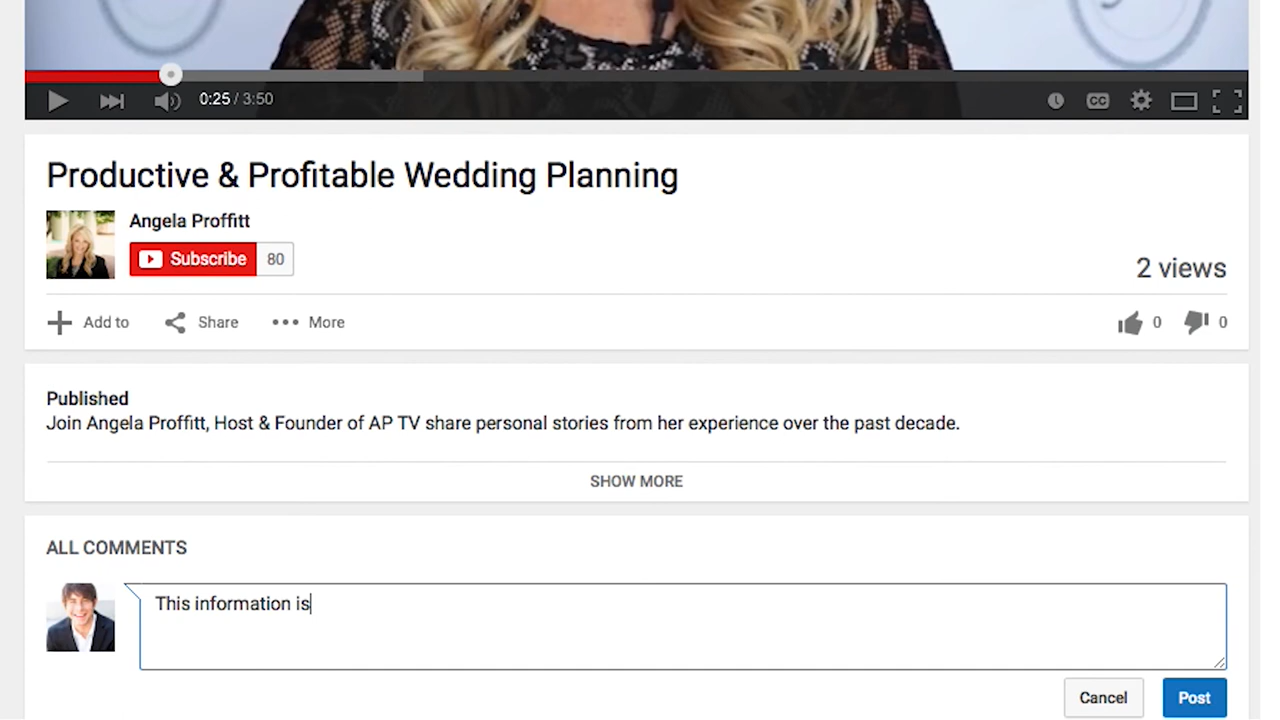 0:25 / 3:50
CC
Productive & Profitable Wedding Planning
Angela Proffitt
Subscribe 80
2 views
Add to Share More 0 0
Published
Join Angela Proffitt, Host & Founder of AP TV share personal stories from her experience over the past decade.
SHOW MORE
ALL COMMENTS
This information is
Cancel Post